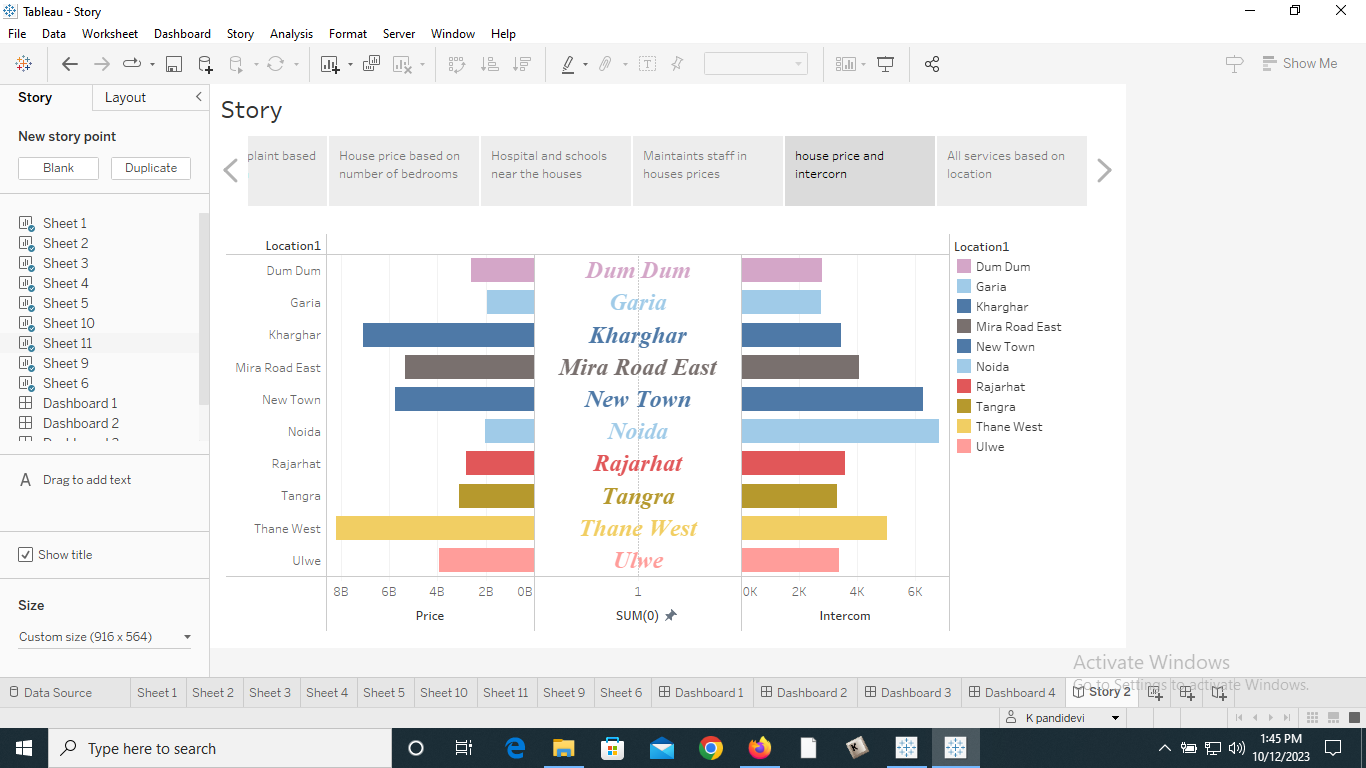 Tableau - Story
File Data Worksheet Dashboard Story Analysis Format Server Window Help
Show Me
Story Layout
New story point
Blank Duplicate
Sheet 1
Sheet 2
Sheet 3
Sheet 4
Sheet 5
Sheet 10
Sheet 11
Sheet 9
Sheet 6
Dashboard 1
Dashboard 2
A Drag to add text
Show title
Size
Custom size (916 x 564)
Story
plaint based
House price based on
number of bedrooms
Hospital and schools
near the houses
Maintaints staff in
houses prices
house price and
intercorn
All services based on
location
Location1
Dum Dum Dum Dum
Garia Garia
Kharghar Kharghar
Mira Road East Mira Road East
New Town New Town
Noida Noida
Rajarhat Rajarhat
Tangra Tangra
Thane West Thane West
Ulwe Ulwe
8B 6B 4B 2B 0B 1 0K 2K 4K 6K
Price SUM(0) Intercom
Location1
Dum Dum
Garia
Kharghar
Mira Road East
New Town
Noida
Rajarhat
Tangra
Thane West
Ulwe
Activate Windows
Go to Settings to activate Windows.
Data Source Sheet 1 Sheet 2 Sheet 3 Sheet 4 Sheet 5 Sheet 10 Sheet 11 Sheet 9 Sheet 6 Dashboard 1 Dashboard 2 Dashboard 3 Dashboard 4 Story 2
K pandidevi
Type here to search
1:45 PM
10/12/2023